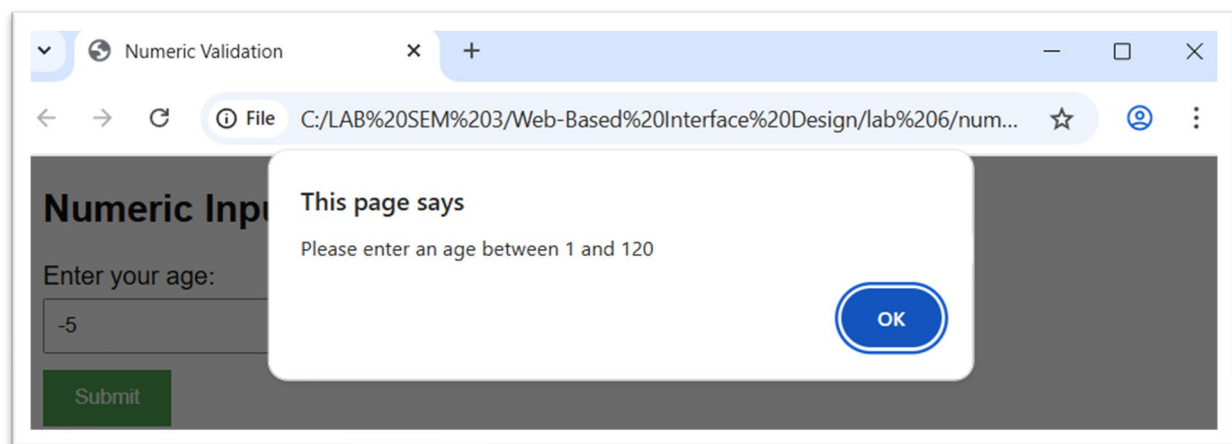 Numeric Validation
File C:/LAB%20SEM%203/Web-Based%20Interface%20Design/lab%206/num...
Numeric Inpu
This page says
Please enter an age between 1 and 120
Enter your age:
-5
OK
Submit